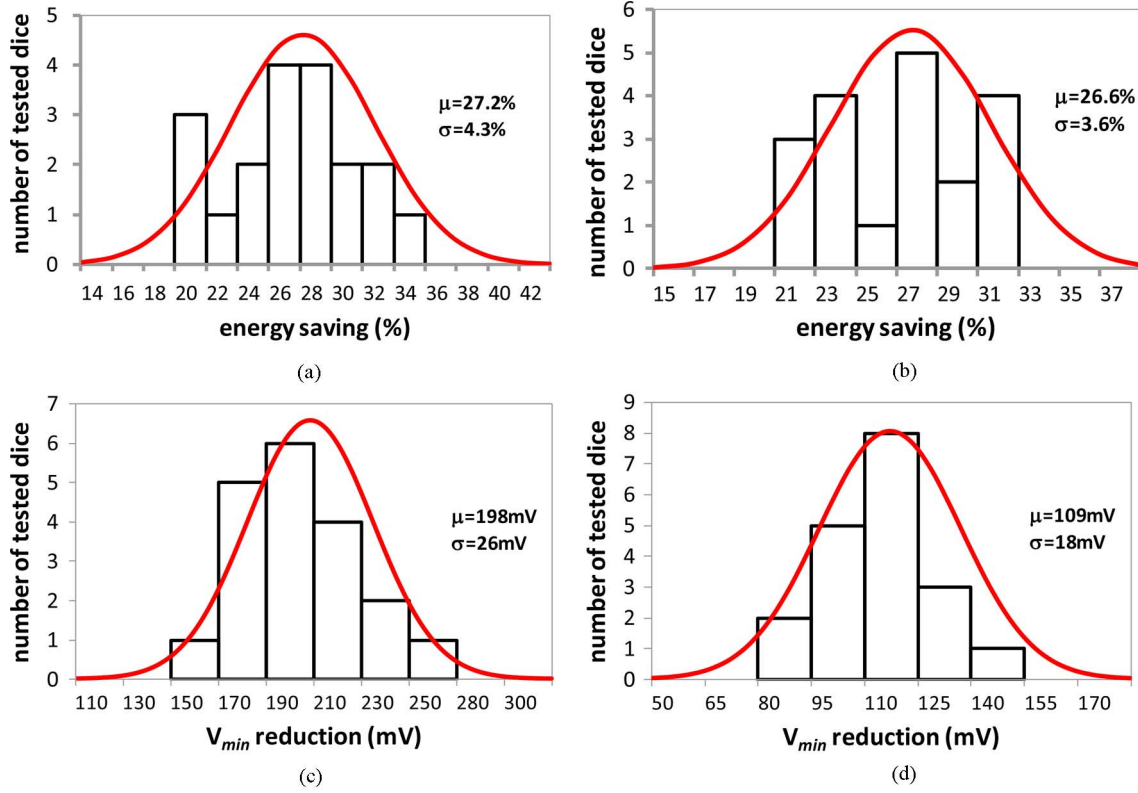 number of tested dice
5
4
3
2
1
0
μ=27.2%
σ=4.3%
14 16 18 20 22 24 26 28 30 32 34 36 38 40 42
energy saving (%)
(a)
number of tested dice
6
5
4
3
2
1
0
μ=26.6%
σ=3.6%
15 17 19 21 23 25 27 29 31 33 35 37
energy saving (%)
(b)
number of tested dice
7
6
5
4
3
2
1
0
μ=198mV
σ=26mV
110 130 150 170 190 210 230 250 280 300
Vmin reduction (mV)
(c)
number of tested dice
9
8
7
6
5
4
3
2
1
0
μ=109mV
σ=18mV
50 65 80 95 110 125 140 155 170
Vmin reduction (mV)
(d)